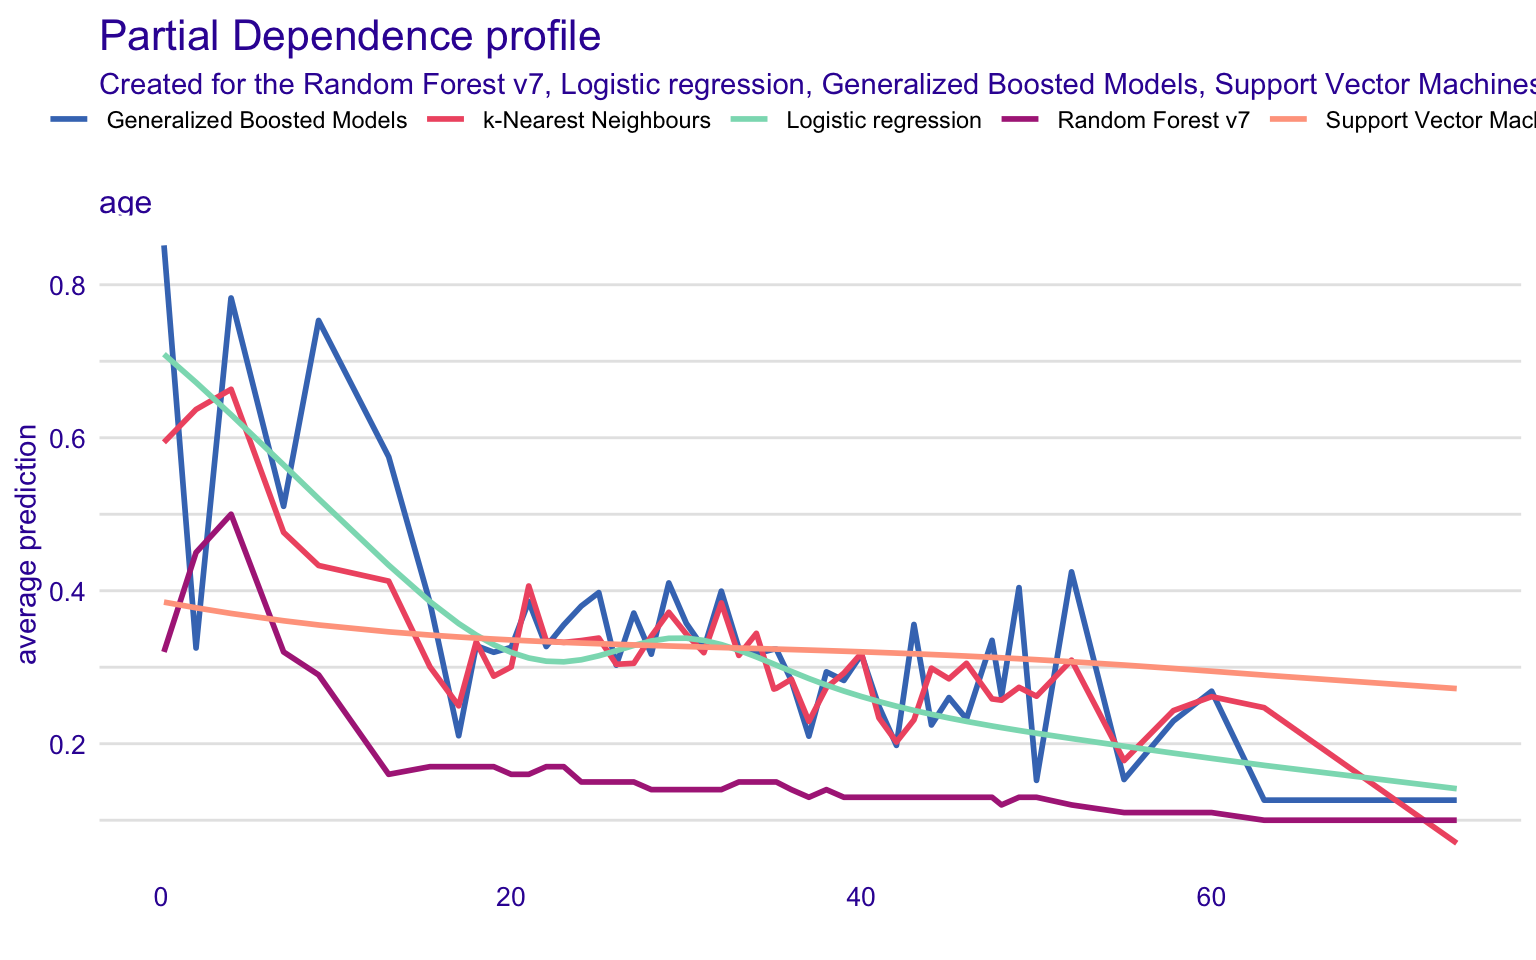 Partial Dependence profile
Created for the Random Forest v7, Logistic regression, Generalized Boosted Models, Support Vector Machines
Generalized Boosted Models k-Nearest Neighbours Logistic regression Random Forest v7 Support Vector
age
0.8
0.6
0.4
0.2
average prediction
0 20 40 60